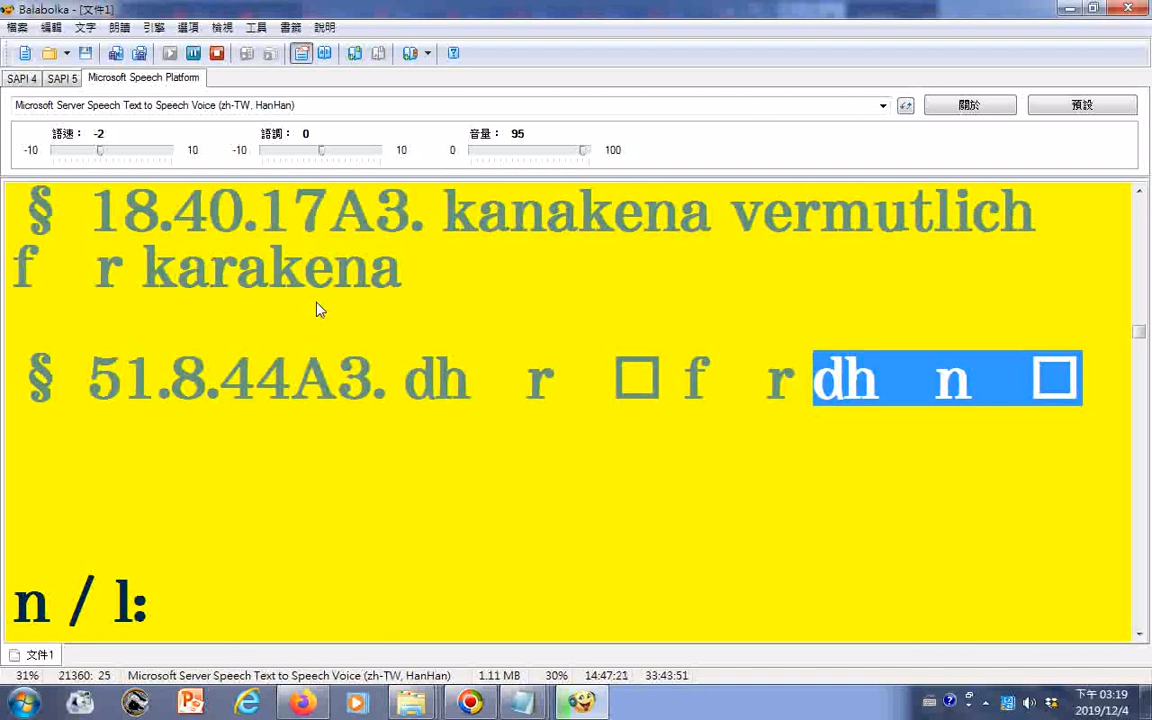 Balabolka - [文件1]
檔案 編輯 文字 朗讀 引擎 選項 檢視 工具 書籤 說明
SAPI 4 SAPI 5 Microsoft Speech Platform
Microsoft Server Speech Text to Speech Voice (zh-TW, HanHan) 關於 預設
語速： -2 語調： 0 音量： 95
-10 10 -10 10 0 100
§ 18.40.17A3. kanakena vermutlich
f r karakena
§ 51.8.44A3. dh r □ f r dh n □
n / l:
文件1
31% 21360: 25 Microsoft Server Speech Text to Speech Voice (zh-TW, HanHan) 1.11 MB 30% 14:47:21 33:43:51
下午 03:19
2019/12/4